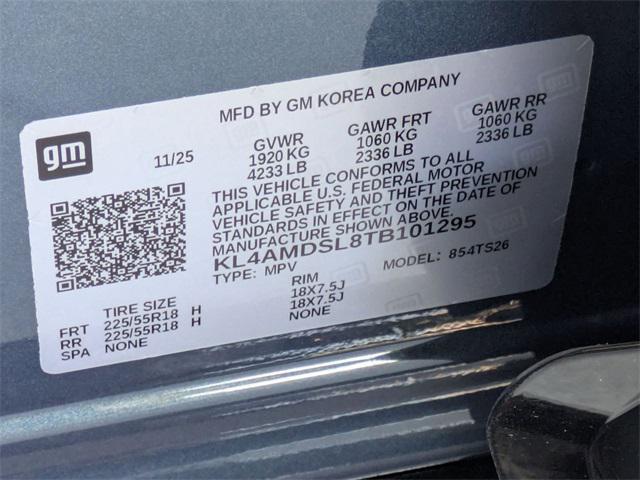 MFD BY GM KOREA COMPANY
gm
11/25
GVWR GAWR FRT GAWR RR
1920 KG 1060 KG 1060 KG
4233 LB 2336 LB 2336 LB
THIS VEHICLE CONFORMS TO ALL
APPLICABLE U.S. FEDERAL MOTOR
VEHICLE SAFETY AND THEFT PREVENTION
STANDARDS IN EFFECT ON THE DATE OF
MANUFACTURE SHOWN ABOVE.
KL4AMDSL8TB101295
TYPE: MPV MODEL: 854TS26
TIRE SIZE RIM
FRT 225/55R18 H 18X7.5J
RR 225/55R18 H 18X7.5J
SPA NONE NONE